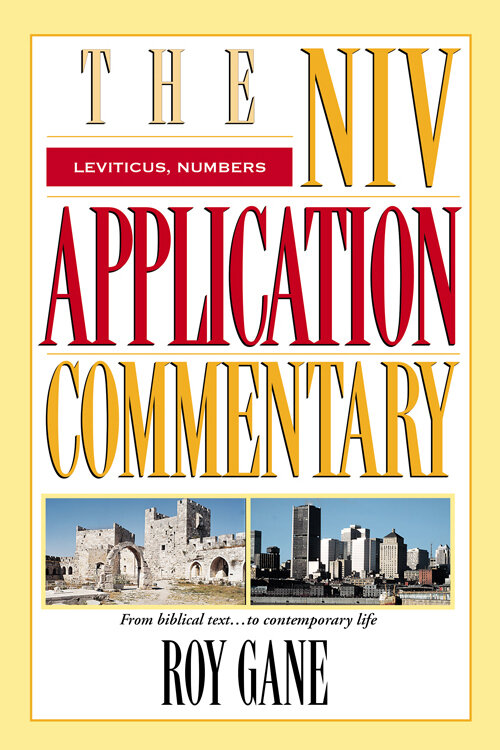 THE
NIV
LEVITICUS, NUMBERS
APPLICATION
COMMENTARY
From biblical text...to contemporary life
ROY GANE